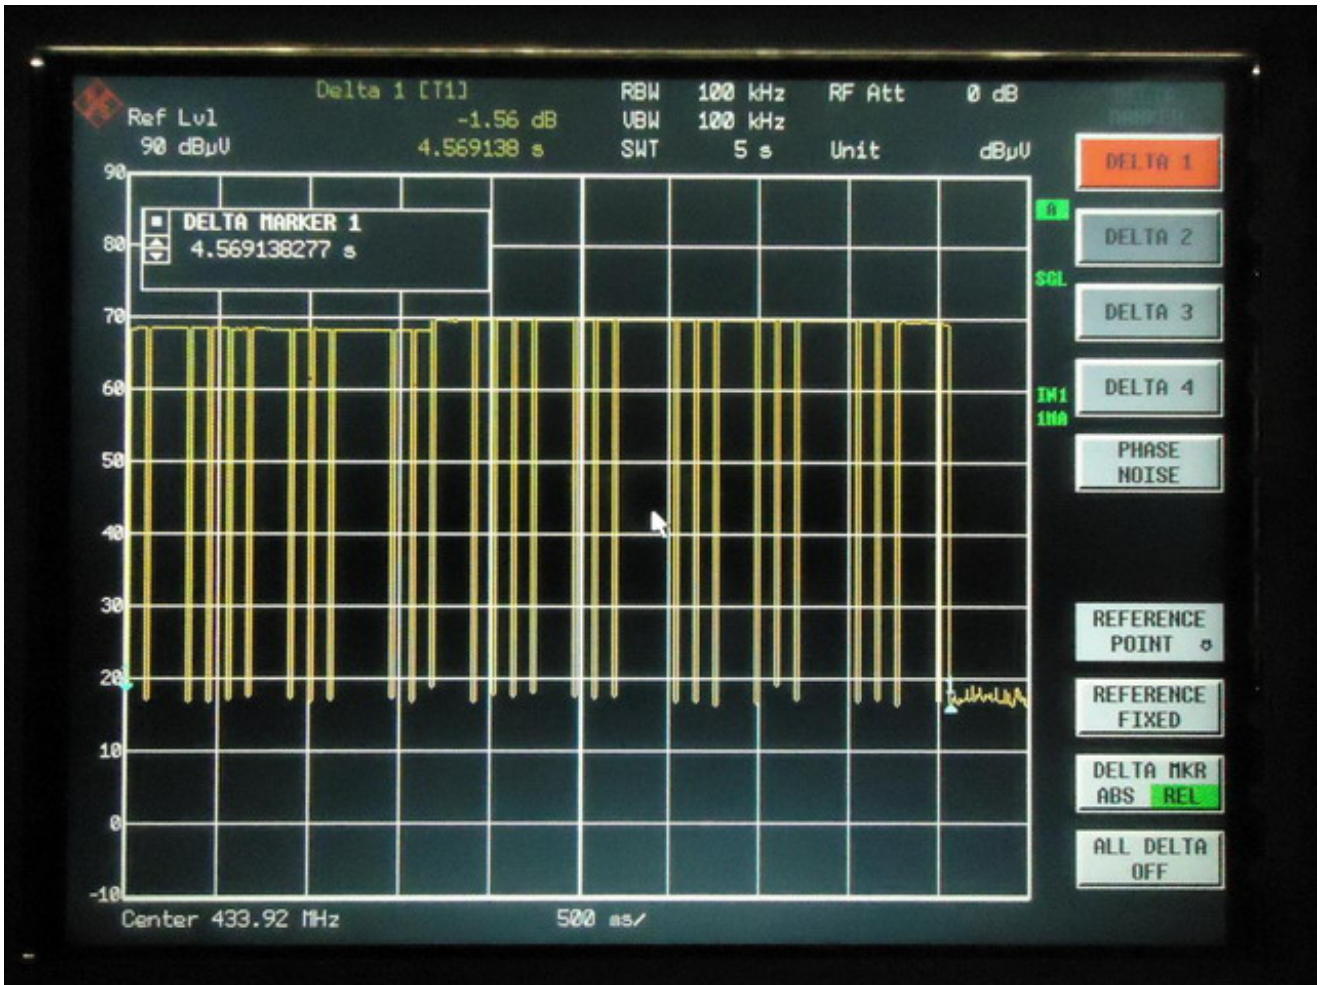 Delta 1 [T1]
RBW 100 kHz
RF Att 0 dB
Ref Lvl
-1.56 dB
VBW 100 kHz
90 dBµV
4.569138 s
SWT 5 s
Unit dBµV
DELTA MARKER 1
4.569138277 s
90
80
70
60
50
40
30
20
10
0
-10
A
SGL
IN1
1MA
Center 433.92 MHz
500 ms/
DELTA 1
DELTA 2
DELTA 3
DELTA 4
PHASE
NOISE
REFERENCE
POINT
REFERENCE
FIXED
DELTA MKR
ABS REL
ALL DELTA
OFF